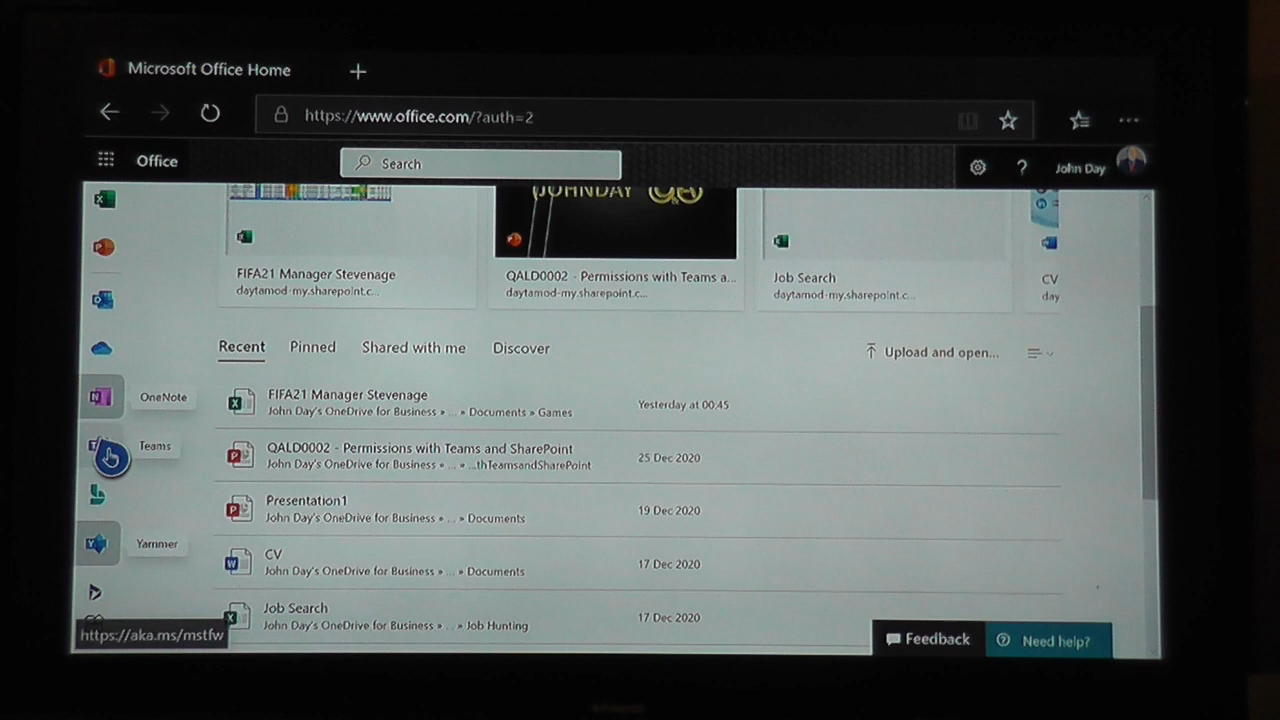 Microsoft Office Home
https://www.office.com/?auth=2
Office
Search
?
John Day
JOHNDAY
FIFA21 Manager Stevenage
daytamod-my.sharepoint.c...
QALD0002 - Permissions with Teams a...
daytamod-my.sharepoint.c...
Job Search
daytamod-my.sharepoint.c...
CV
day
Recent
Pinned
Shared with me
Discover
Upload and open...
OneNote
Teams
Yammer
FIFA21 Manager Stevenage
John Day's OneDrive for Business » ... » Documents » Games
Yesterday at 00:45
QALD0002 - Permissions with Teams and SharePoint
John Day's OneDrive for Business » ... » ...thTeamsandSharePoint
25 Dec 2020
Presentation1
John Day's OneDrive for Business » ... » Documents
19 Dec 2020
CV
John Day's OneDrive for Business » ... » Documents
17 Dec 2020
Job Search
John Day's OneDrive for Business » ... » Job Hunting
17 Dec 2020
https://aka.ms/mstfw
Feedback
Need help?